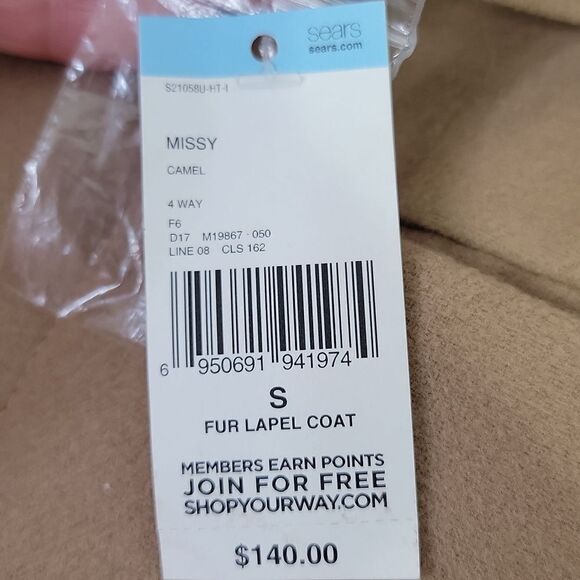 sears
sears.com
S21058U-HT-I
MISSY
CAMEL
4 WAY
F6
D17 M19867 - 050
LINE 08 CLS 162
6 950691 941974
S
FUR LAPEL COAT
MEMBERS EARN POINTS
JOIN FOR FREE
SHOPYOURWAY.COM
$140.00